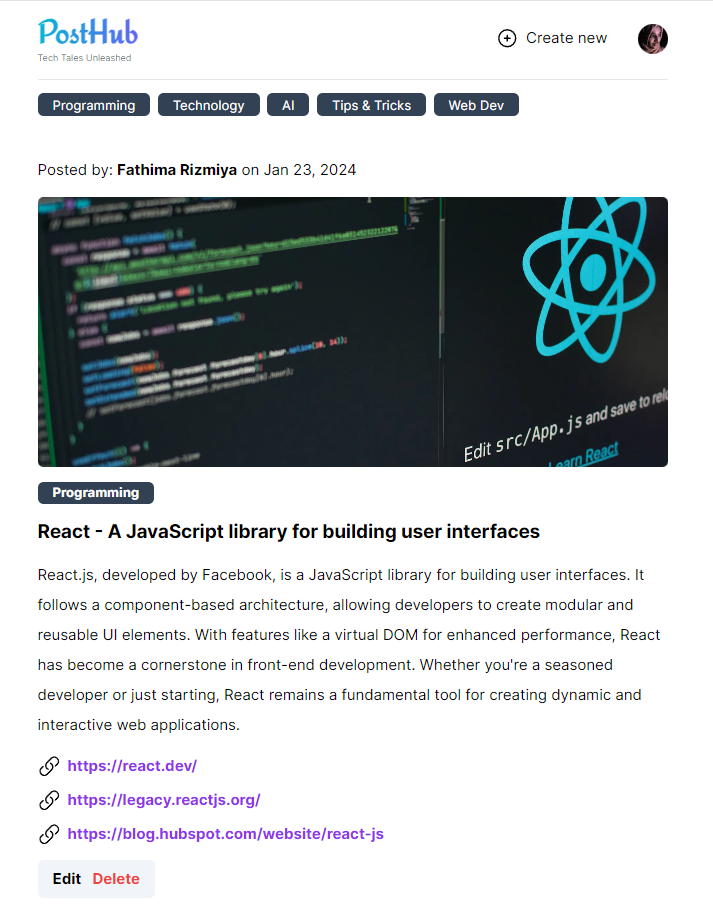 PostHub
Tech Tales Unleashed
Create new
Programming Technology AI Tips & Tricks Web Dev
Posted by: Fathima Rizmiya on Jan 23, 2024
Edit src/App.js and save to relo
Learn React
Programming
React - A JavaScript library for building user interfaces
React.js, developed by Facebook, is a JavaScript library for building user interfaces. It
follows a component-based architecture, allowing developers to create modular and
reusable UI elements. With features like a virtual DOM for enhanced performance, React
has become a cornerstone in front-end development. Whether you're a seasoned
developer or just starting, React remains a fundamental tool for creating dynamic and
interactive web applications.
https://react.dev/
https://legacy.reactjs.org/
https://blog.hubspot.com/website/react-js
Edit Delete